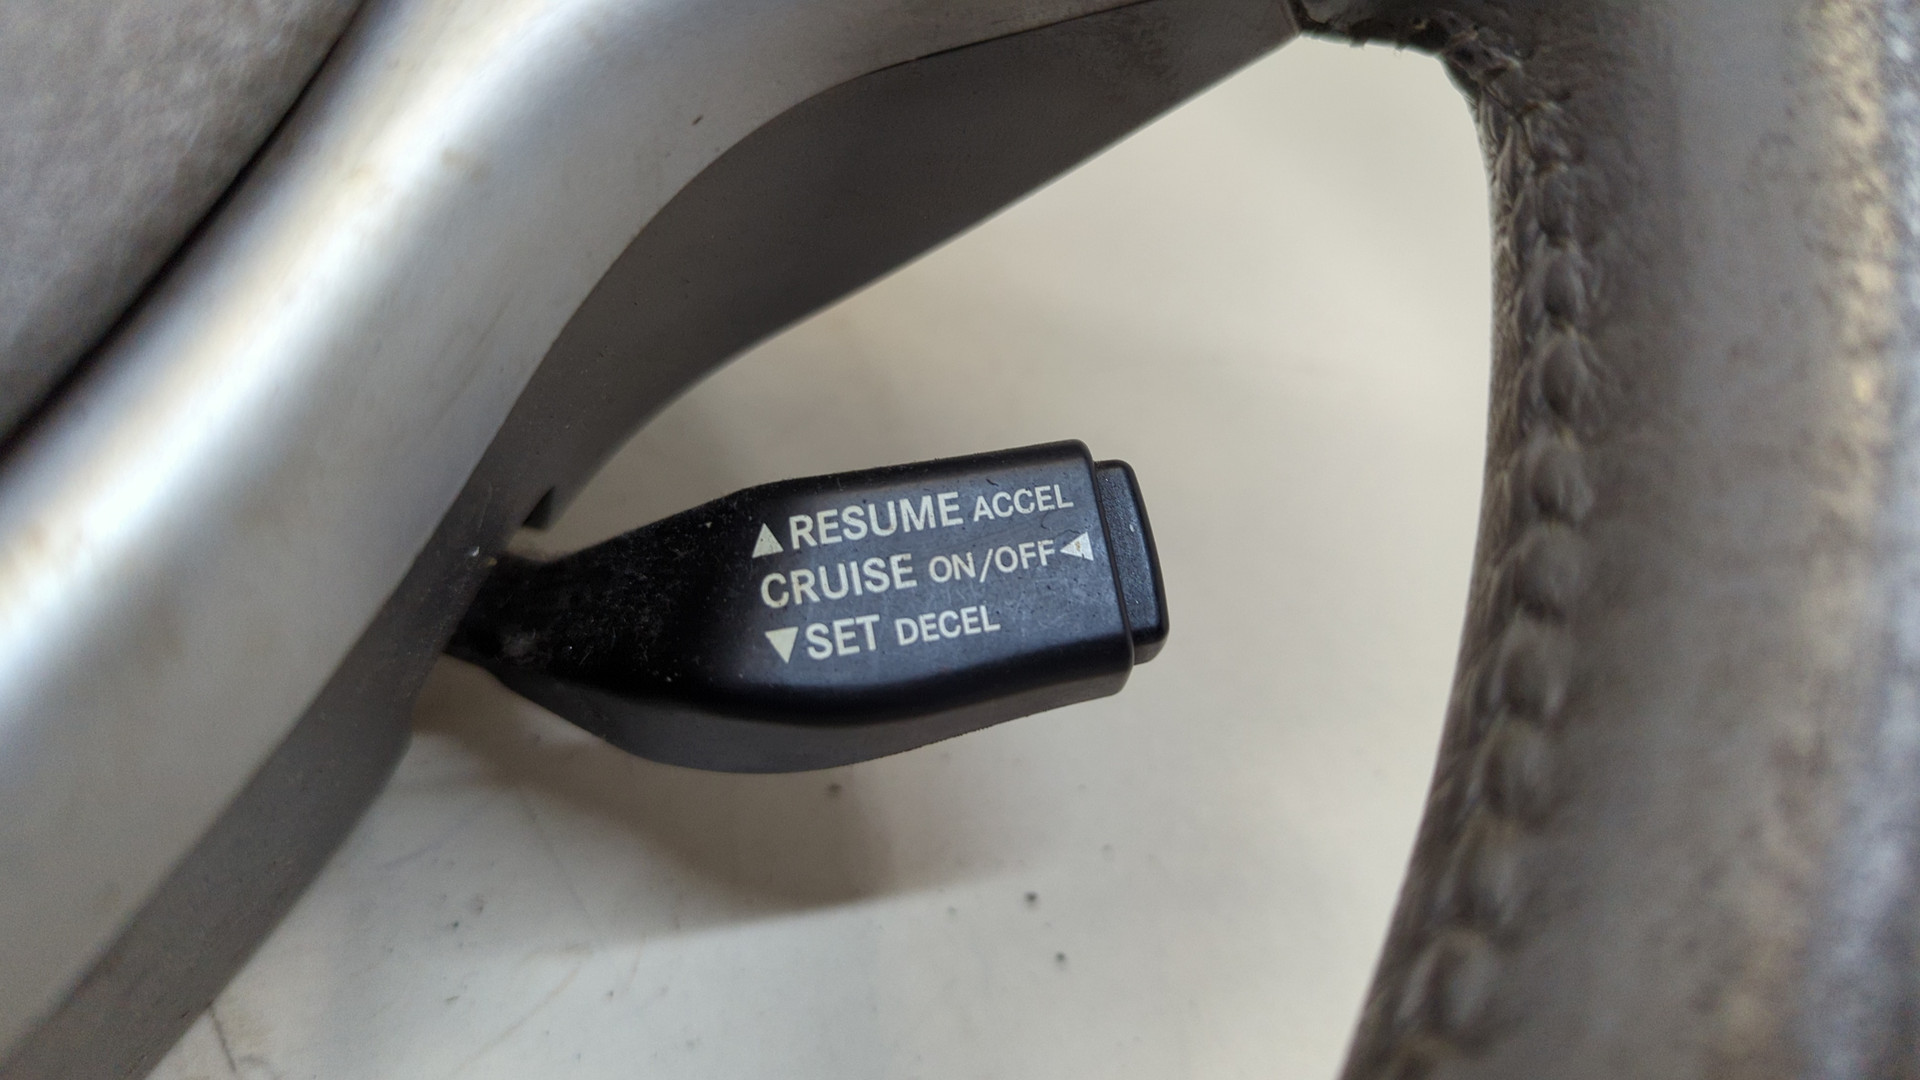 ▲RESUME ACCEL
CRUISE ON/OFF◀
▼SET DECEL